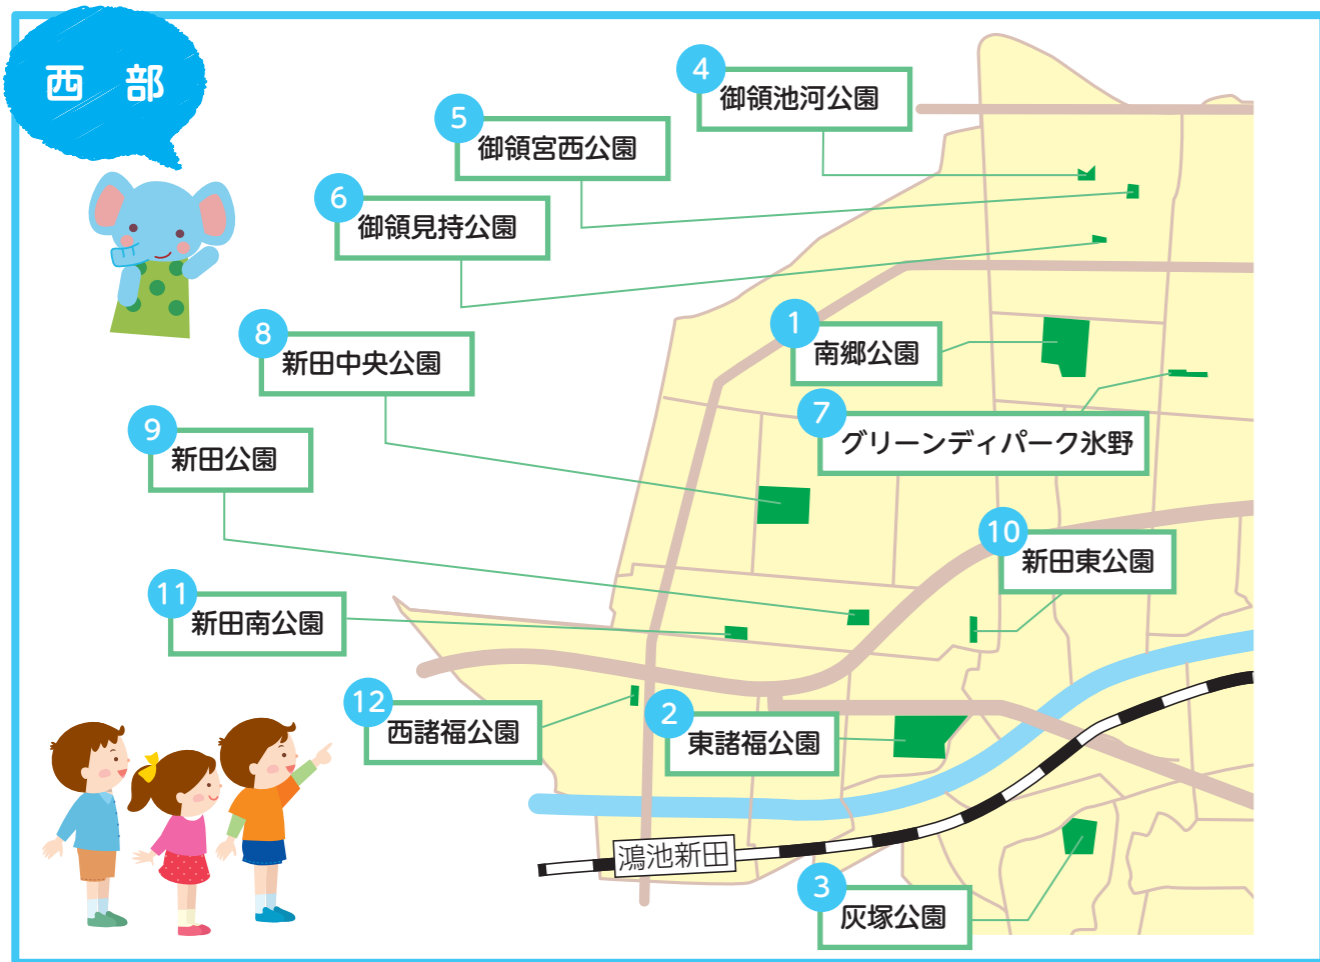 西 部
4
御領池河公園
5
御領宮西公園
6
御領見持公園
1
南郷公園
8
新田中央公園
7
グリーンディパーク氷野
9
新田公園
10
新田東公園
11
新田南公園
12
西諸福公園
2
東諸福公園
鴻池新田
3
灰塚公園